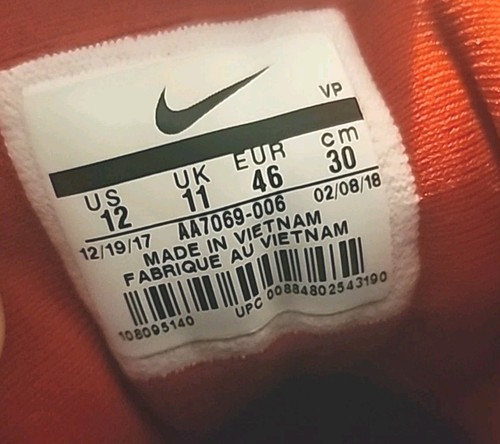 VP
US UK EUR cm
12 11 46 30
12/19/17 AA7069-006 02/08/18
MADE IN VIETNAM
FABRIQUE AU VIETNAM
108095140 UPC 00884802543190